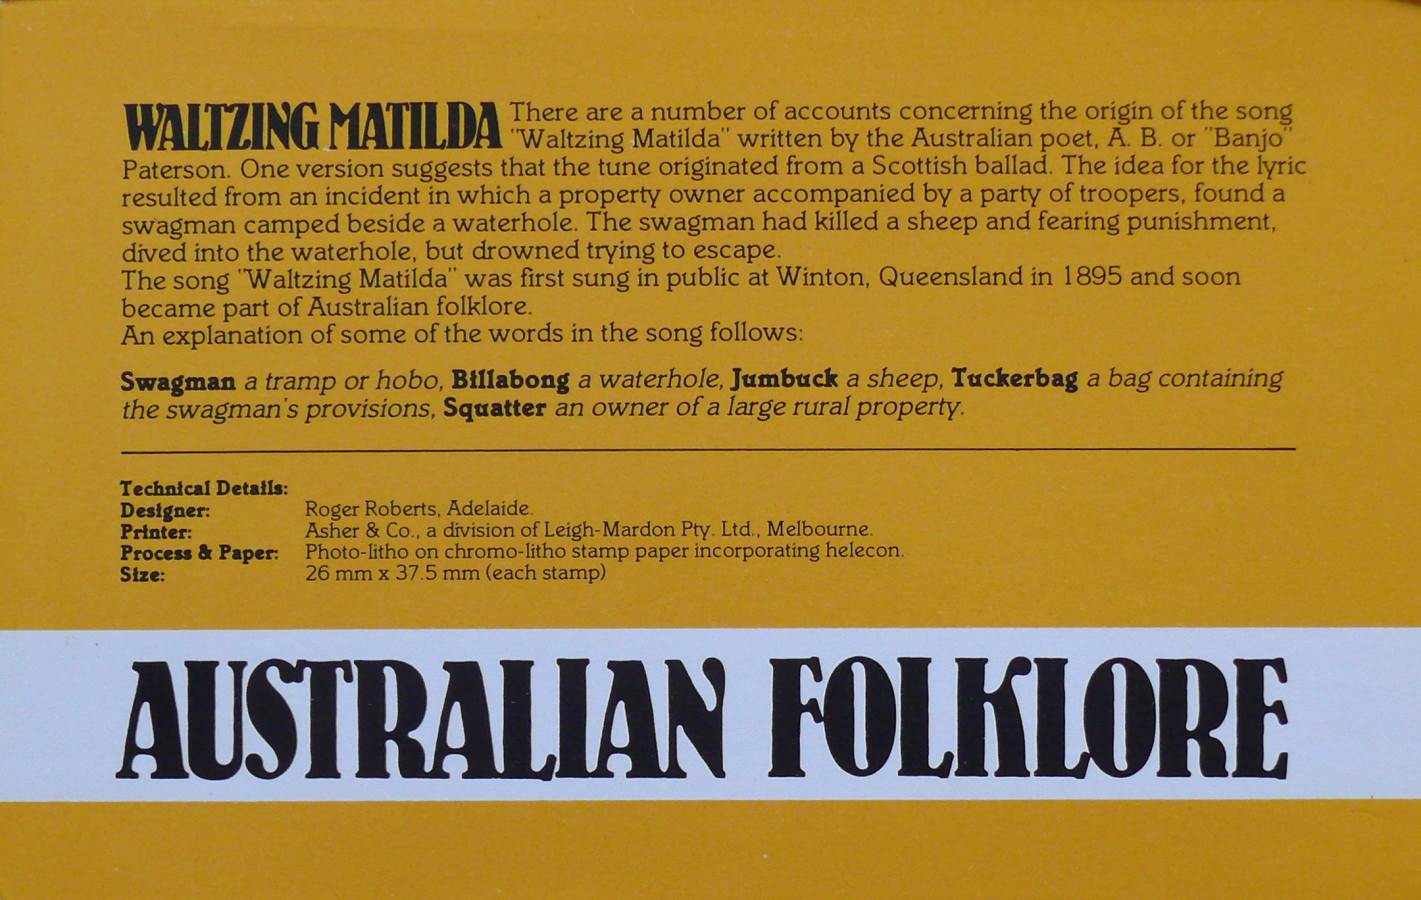 WALTZING MATILDA There are a number of accounts concerning the origin of the song
"Waltzing Matilda" written by the Australian poet, A. B. or "Banjo"
Paterson. One version suggests that the tune originated from a Scottish ballad. The idea for the lyric
resulted from an incident in which a property owner accompanied by a party of troopers, found a
swagman camped beside a waterhole. The swagman had killed a sheep and fearing punishment,
dived into the waterhole, but drowned trying to escape.
The song "Waltzing Matilda" was first sung in public at Winton, Queensland in 1895 and soon
became part of Australian folklore.
An explanation of some of the words in the song follows:
Swagman a tramp or hobo, Billabong a waterhole, Jumbuck a sheep, Tuckerbag a bag containing
the swagman's provisions, Squatter an owner of a large rural property.
Technical Details:
Designer: Roger Roberts, Adelaide.
Printer: Asher & Co., a division of Leigh-Mardon Pty. Ltd., Melbourne.
Process & Paper: Photo-litho on chromo-litho stamp paper incorporating helecon.
Size: 26 mm x 37.5 mm (each stamp)
AUSTRALIAN FOLKLORE